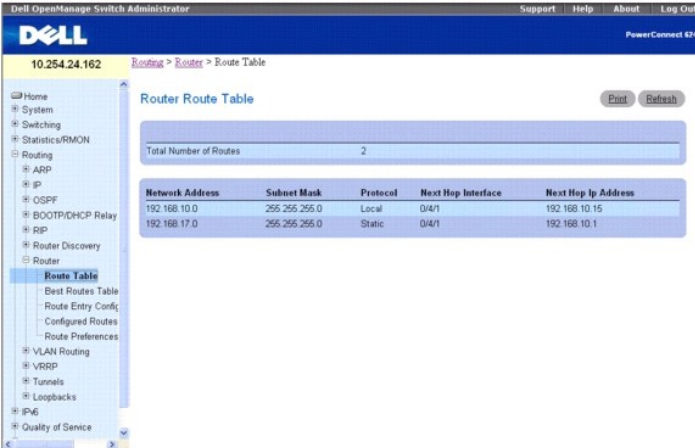 Dell OpenManage Switch Administrator
Support Help About Log Out
DELL
PowerConnect 624
10.254.24.162
Routing > Router > Route Table
Home
System
Switching
Statistics/RMON
Routing
ARP
IP
OSPF
BOOTP/DHCP Relay
RIP
Router Discovery
Router
Route Table
Best Routes Table
Route Entry Config
Configured Routes
Route Preferences
VLAN Routing
VRRP
Tunnels
Loopbacks
IPv6
Quality of Service
Router Route Table
Print Refresh
Total Number of Routes 2
Network Address Subnet Mask Protocol Next Hop Interface Next Hop Ip Address
192.168.10.0 255.255.255.0 Local 0/4/1 192.168.10.15
192.168.17.0 255.255.255.0 Static 0/4/1 192.168.10.1